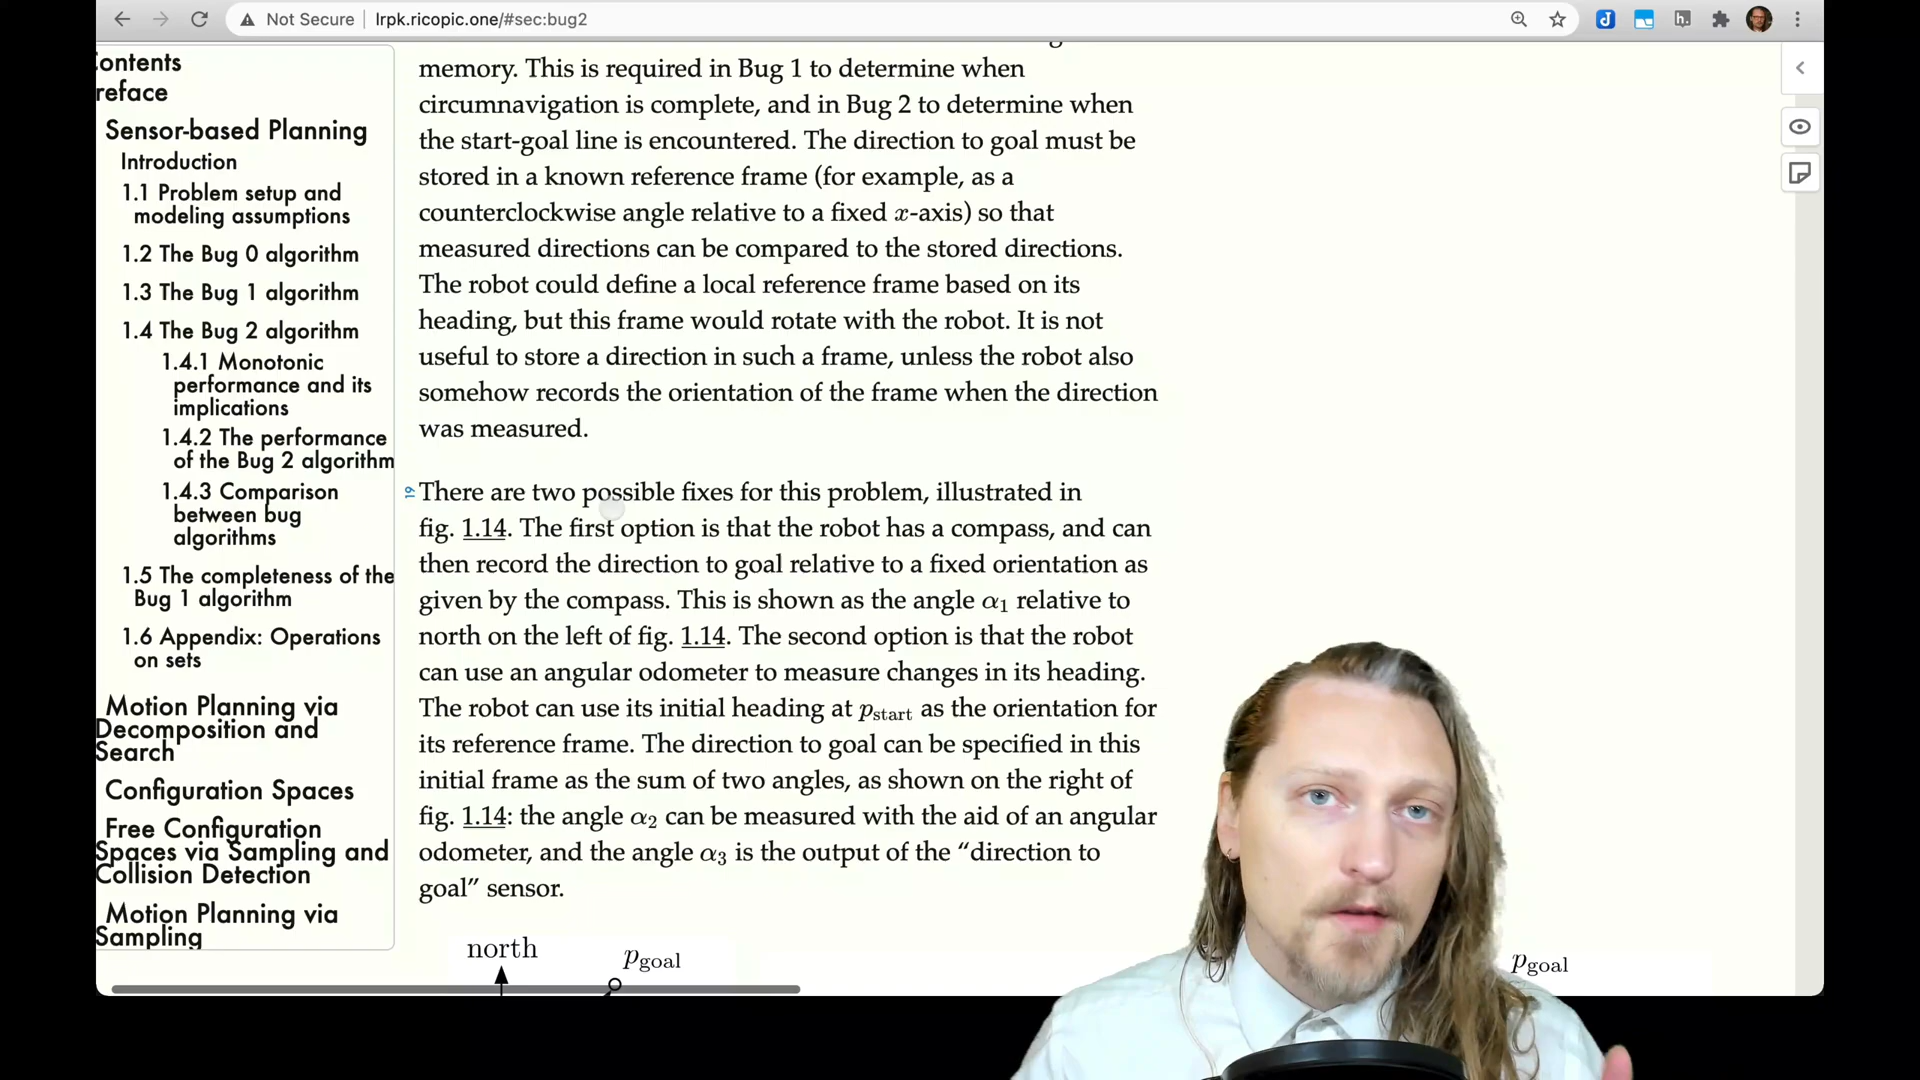 Not Secure
lrpk.ricopic.one/#sec:bug2
Contents
reface
Sensor-based Planning
Introduction
1.1 Problem setup and
modeling assumptions
1.2 The Bug 0 algorithm
1.3 The Bug 1 algorithm
1.4 The Bug 2 algorithm
1.4.1 Monotonic
performance and its
implications
1.4.2 The performance
of the Bug 2 algorithm
1.4.3 Comparison
between bug
algorithms
1.5 The completeness of the
Bug 1 algorithm
1.6 Appendix: Operations
on sets
Motion Planning via
Decomposition and
Search
Configuration Spaces
Free Configuration
Spaces via Sampling and
Collision Detection
Motion Planning via
Sampling
memory. This is required in Bug 1 to determine when
circumnavigation is complete, and in Bug 2 to determine when
the start-goal line is encountered. The direction to goal must be
stored in a known reference frame (for example, as a
counterclockwise angle relative to a fixed x-axis) so that
measured directions can be compared to the stored directions.
The robot could define a local reference frame based on its
heading, but this frame would rotate with the robot. It is not
useful to store a direction in such a frame, unless the robot also
somehow records the orientation of the frame when the direction
was measured.
19
There are two possible fixes for this problem, illustrated in
fig. 1.14. The first option is that the robot has a compass, and can
then record the direction to goal relative to a fixed orientation as
given by the compass. This is shown as the angle α₁ relative to
north on the left of fig. 1.14. The second option is that the robot
can use an angular odometer to measure changes in its heading.
The robot can use its initial heading at pstart as the orientation for
its reference frame. The direction to goal can be specified in this
initial frame as the sum of two angles, as shown on the right of
fig. 1.14: the angle α₂ can be measured with the aid of an angular
odometer, and the angle α₃ is the output of the “direction to
goal” sensor.
north
pgoal
pgoal